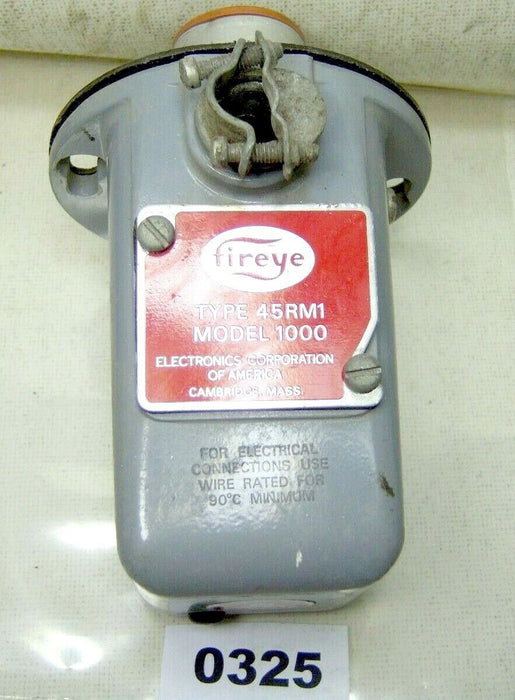 fireye
TYPE 45RM1
MODEL 1000
ELECTRONICS CORPORATION
OF AMERICA
CAMBRIDGE, MASS.
FOR ELECTRICAL
CONNECTIONS USE
WIRE RATED FOR
90°C MINIMUM
0325